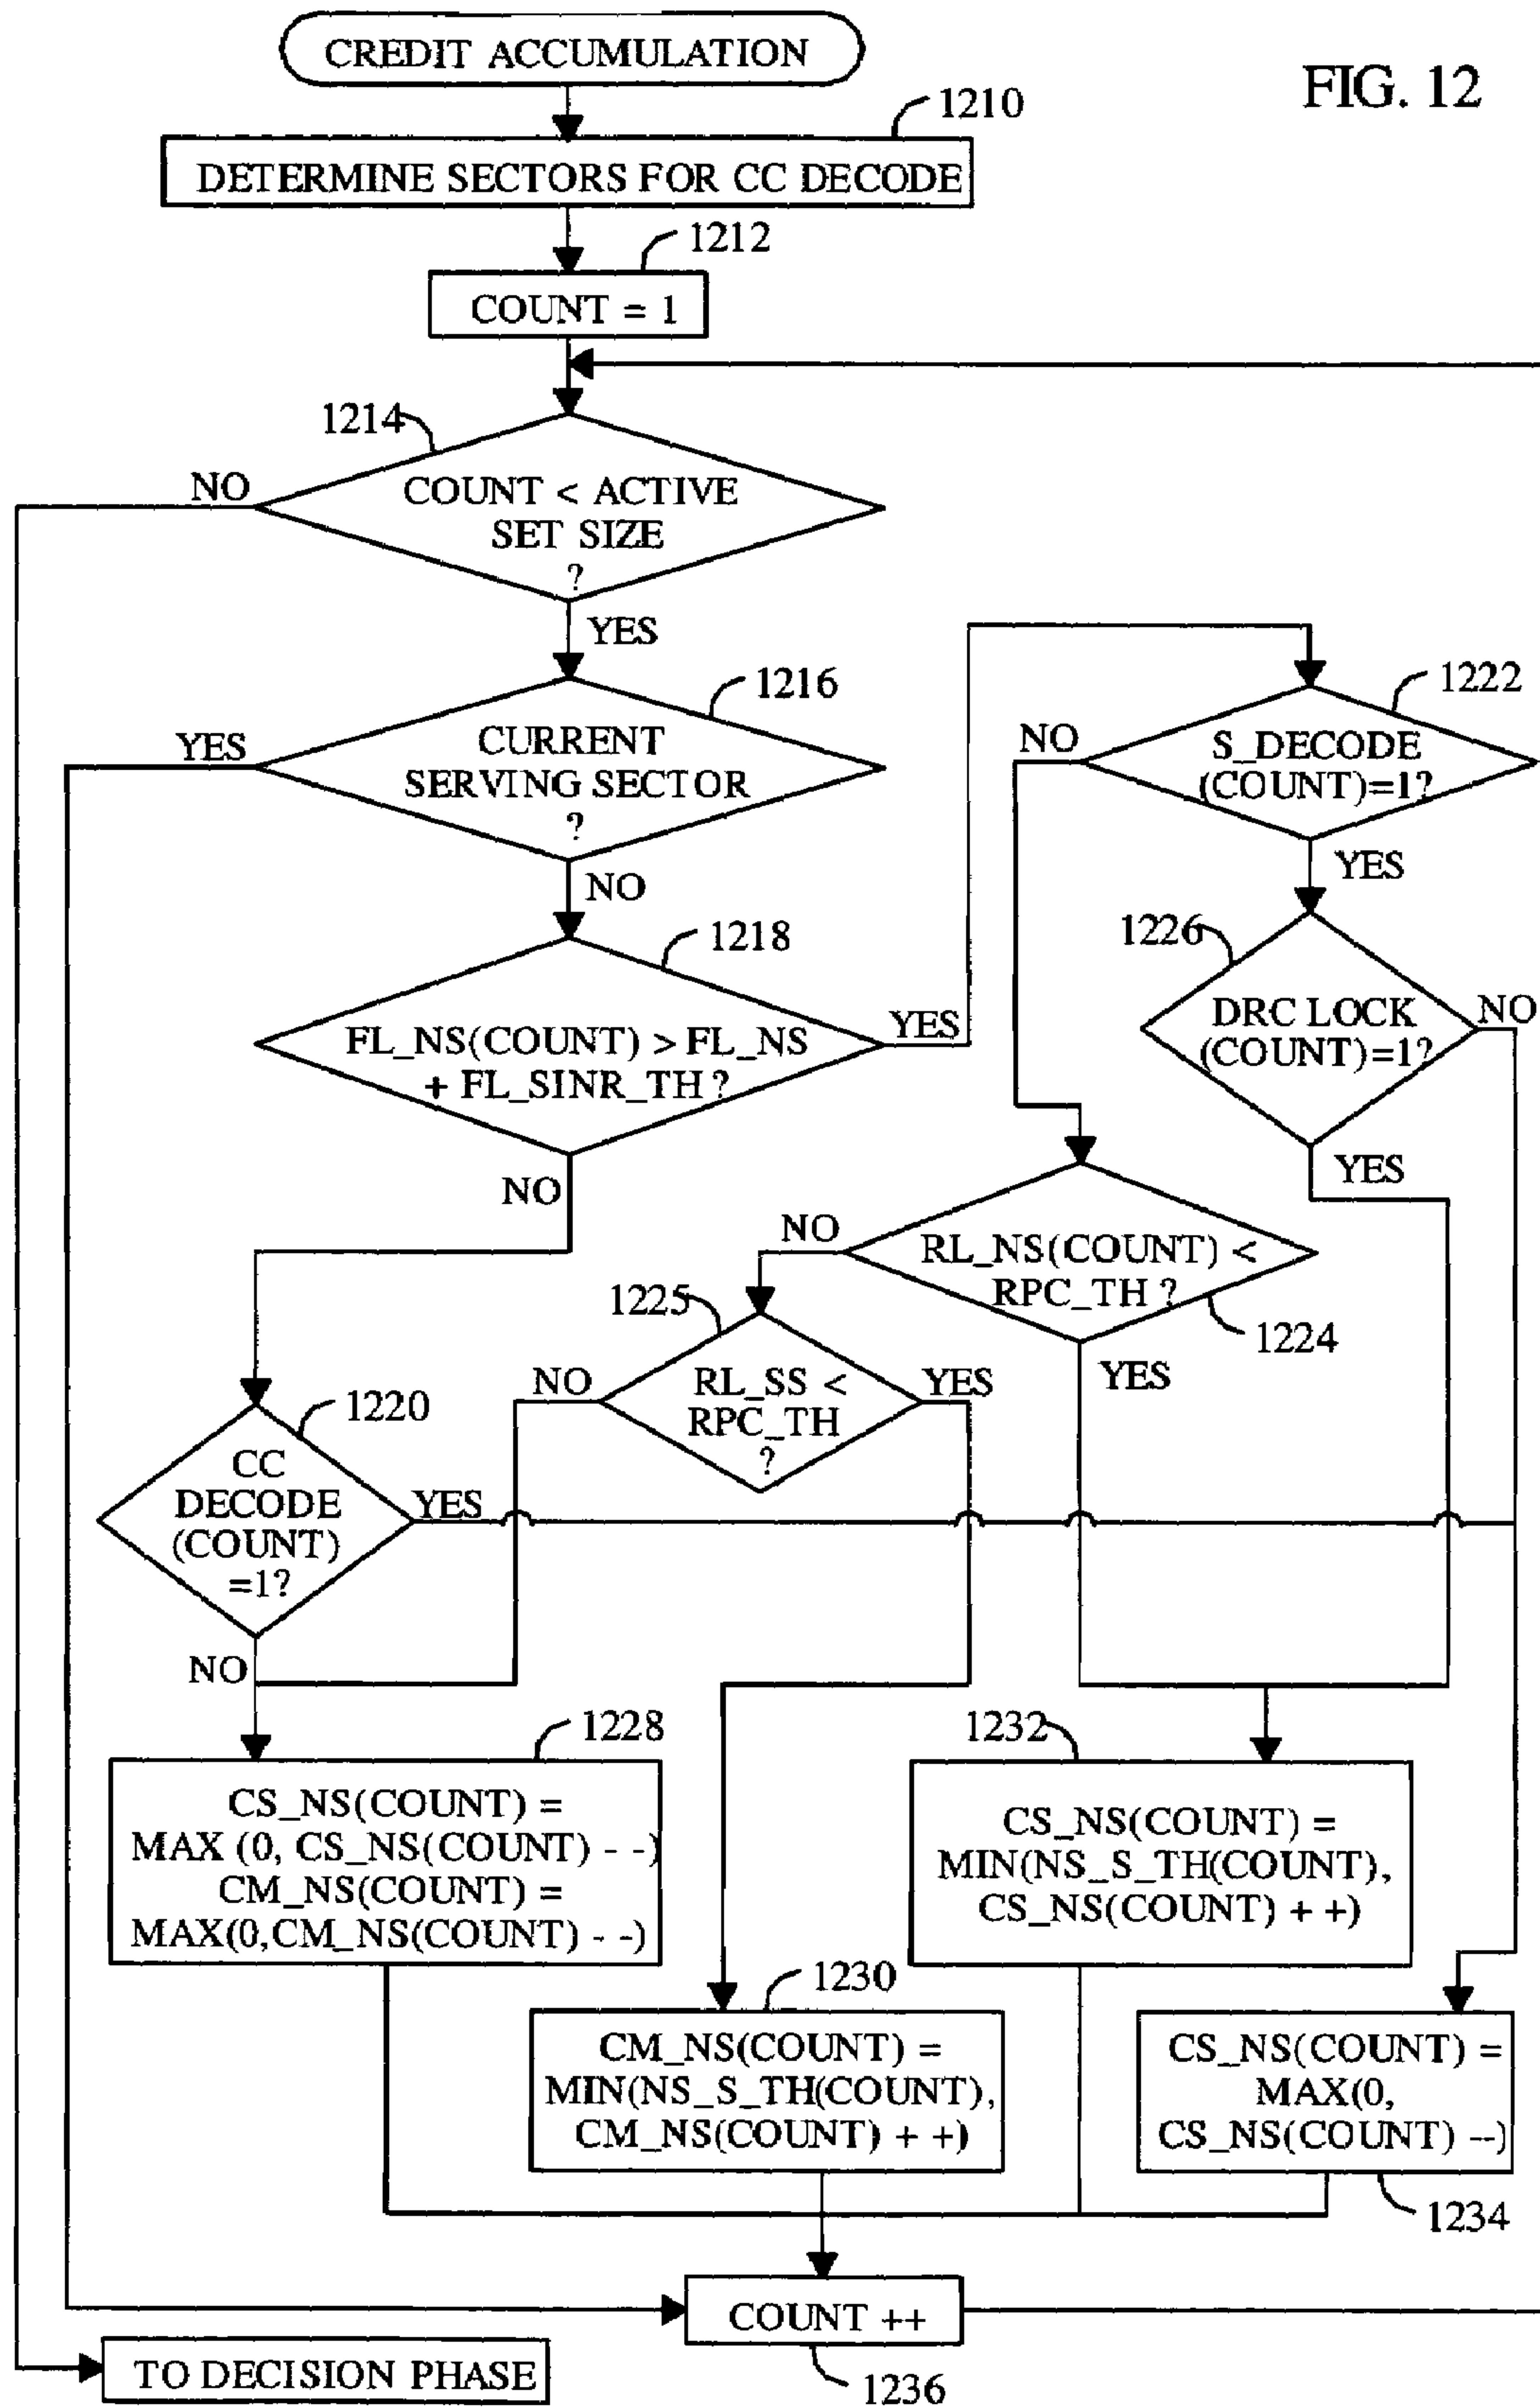 CREDIT ACCUMULATION
FIG. 12
1210
DETERMINE SECTORS FOR CC DECODE
1212
COUNT = 1
1214
NO
COUNT < ACTIVE
SET SIZE
?
YES
1216
YES
CURRENT
SERVING SECTOR
?
NO
1222
NO
S_DECODE
(COUNT)=1?
YES
1218
FL_NS(COUNT) > FL_NS
+ FL_SINR_TH ?
YES
NO
1226
DRC LOCK
(COUNT)=1?
NO
YES
NO
RL_NS(COUNT) <
RPC_TH ?
1224
YES
1225
NO
RL_SS <
RPC_TH
?
YES
1220
CC
DECODE
(COUNT)
=1?
YES
NO
1228
CS_NS(COUNT) =
MAX (0, CS_NS(COUNT) - -)
CM_NS(COUNT) =
MAX(0,CM_NS(COUNT) - -)
1232
CS_NS(COUNT) =
MIN(NS_S_TH(COUNT),
CS_NS(COUNT) + +)
1230
CM_NS(COUNT) =
MIN(NS_S_TH(COUNT),
CM_NS(COUNT) + +)
CS_NS(COUNT) =
MAX(0,
CS_NS(COUNT) --)
1234
COUNT ++
1236
TO DECISION PHASE